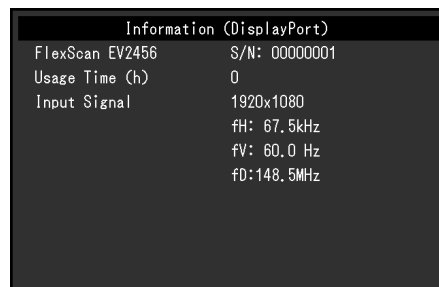 Information (DisplayPort)
FlexScan EV2456 S/N: 00000001
Usage Time (h) 0
Input Signal 1920x1080
fH: 67.5kHz
fV: 60.0 Hz
fD:148.5MHz